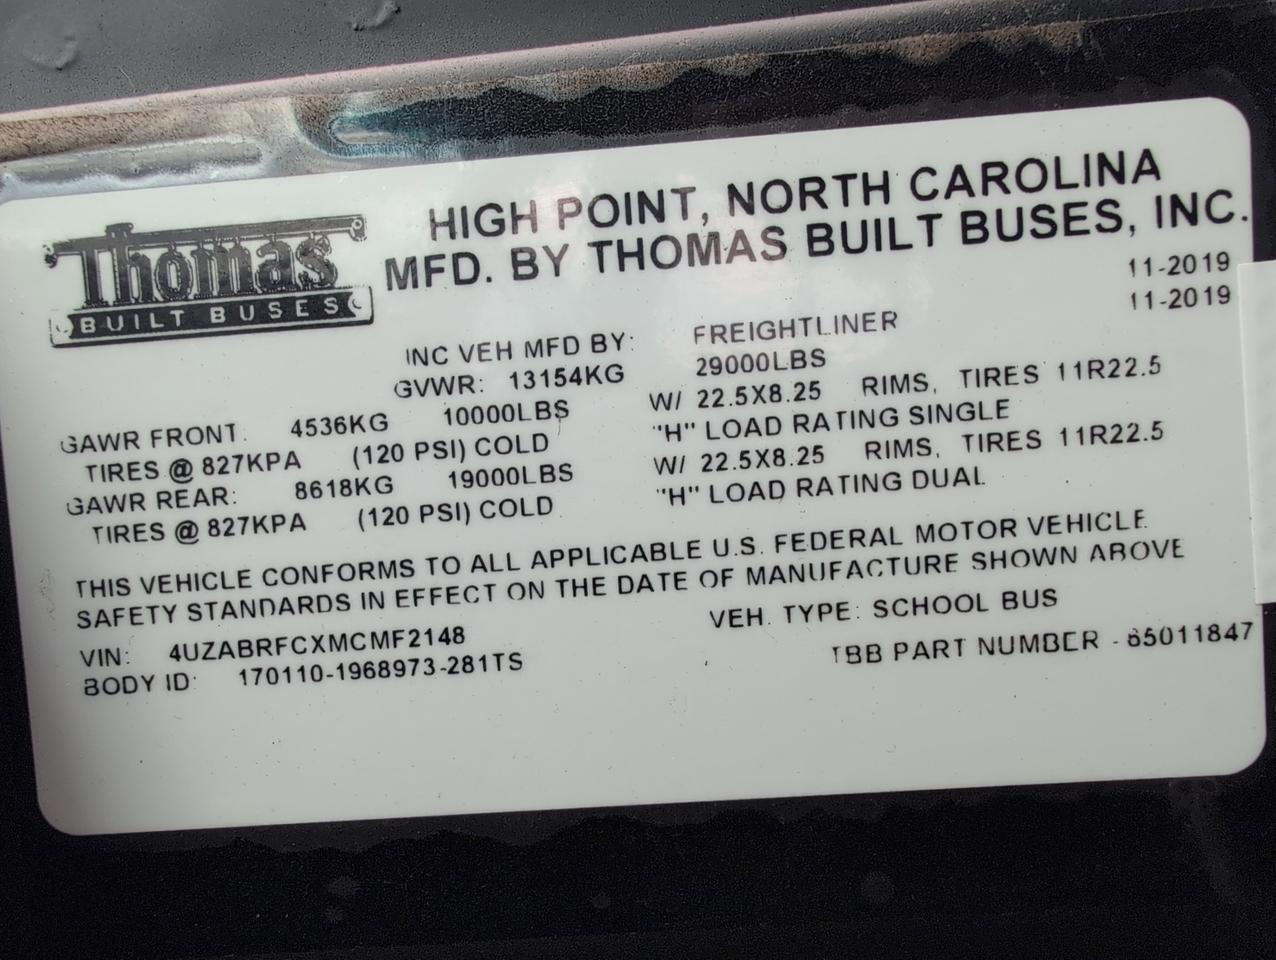 Thomas
BUILT BUSES
HIGH POINT, NORTH CAROLINA
MFD. BY THOMAS BUILT BUSES, INC.
11-2019
INC VEH MFD BY: FREIGHTLINER 11-2019
GVWR: 13154KG 29000LBS
GAWR FRONT: 4536KG 10000LBS W/ 22.5X8.25 RIMS, TIRES 11R22.5
TIRES @ 827KPA (120 PSI) COLD "H" LOAD RATING SINGLE
GAWR REAR: 8618KG 19000LBS W/ 22.5X8.25 RIMS, TIRES 11R22.5
TIRES @ 827KPA (120 PSI) COLD "H" LOAD RATING DUAL
THIS VEHICLE CONFORMS TO ALL APPLICABLE U.S. FEDERAL MOTOR VEHICLE
SAFETY STANDARDS IN EFFECT ON THE DATE OF MANUFACTURE SHOWN ABOVE
VIN: 4UZABRFCXMCMF2148 VEH. TYPE: SCHOOL BUS
BODY ID: 170110-1968973-281TS TBB PART NUMBER - 65011847